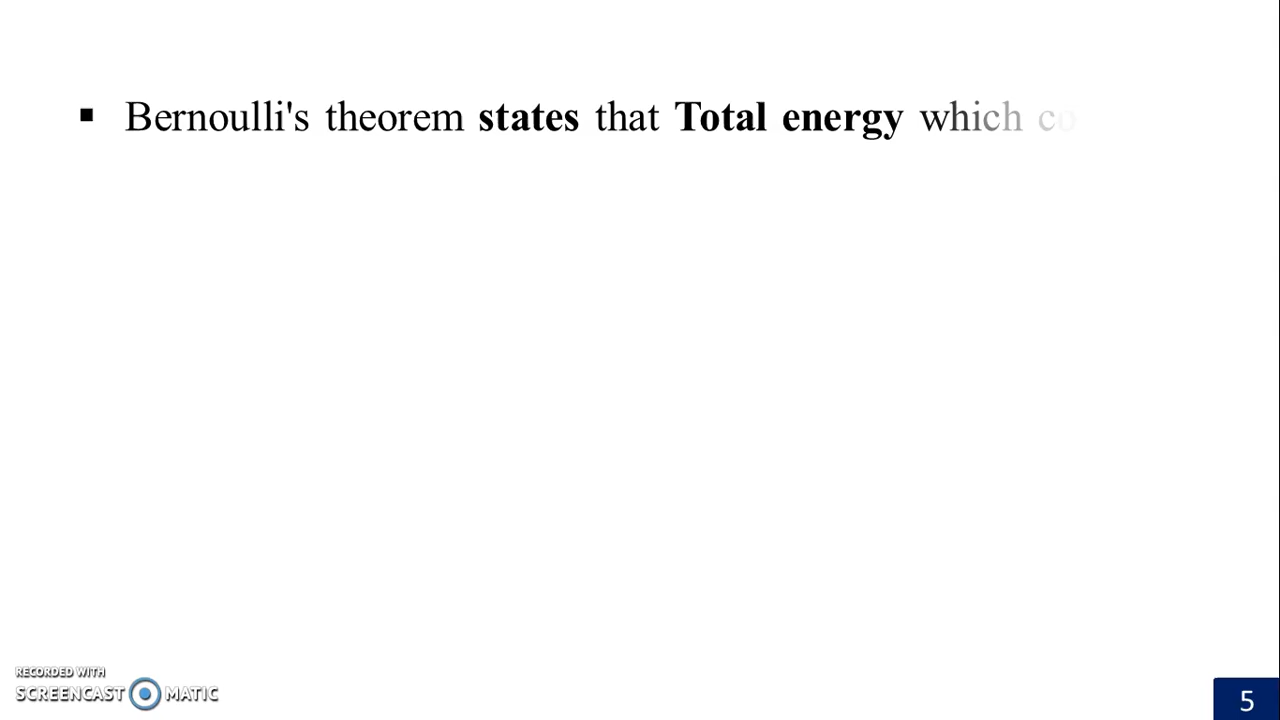 ▪ Bernoulli's theorem states that Total energy which
RECORDED WITH
SCREENCAST MATIC
5